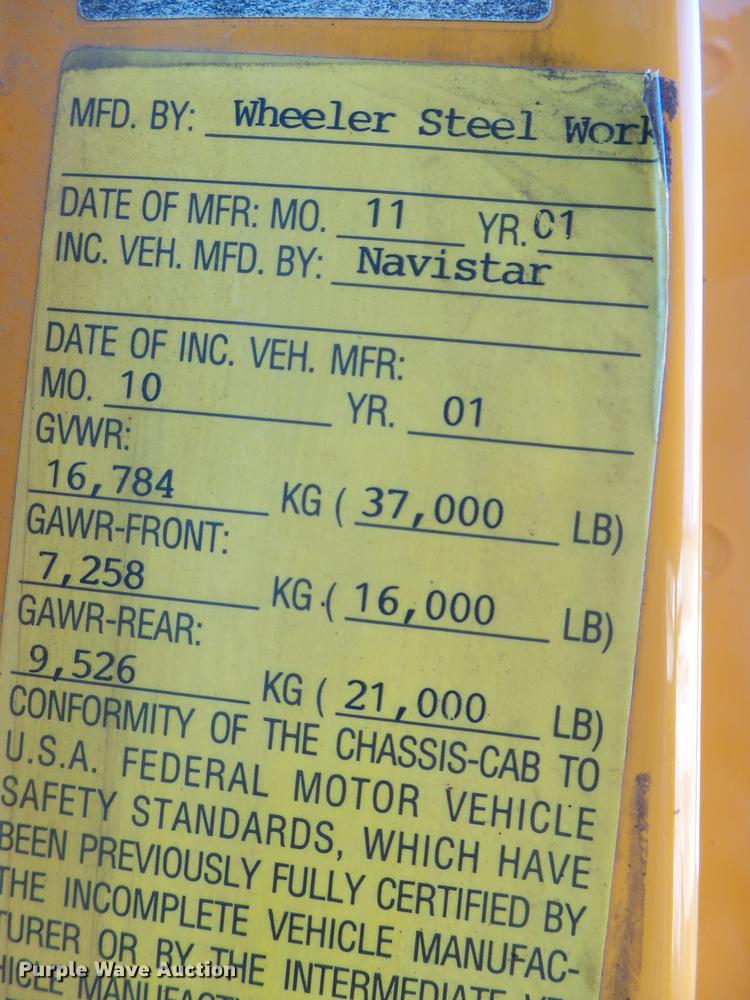 MFD. BY: Wheeler Steel Work
DATE OF MFR: MO. 11 YR. 01
INC. VEH. MFD. BY: Navistar
DATE OF INC. VEH. MFR:
MO. 10 YR. 01
GVWR:
16,784 KG ( 37,000 LB)
GAWR-FRONT:
7,258 KG ( 16,000 LB)
GAWR-REAR:
9,526 KG ( 21,000 LB)
CONFORMITY OF THE CHASSIS-CAB TO
U.S.A. FEDERAL MOTOR VEHICLE
SAFETY STANDARDS, WHICH HAVE
BEEN PREVIOUSLY FULLY CERTIFIED BY
THE INCOMPLETE VEHICLE MANUFAC-
TURER OR BY THE INTERMEDIATE
Purple Wave Auction